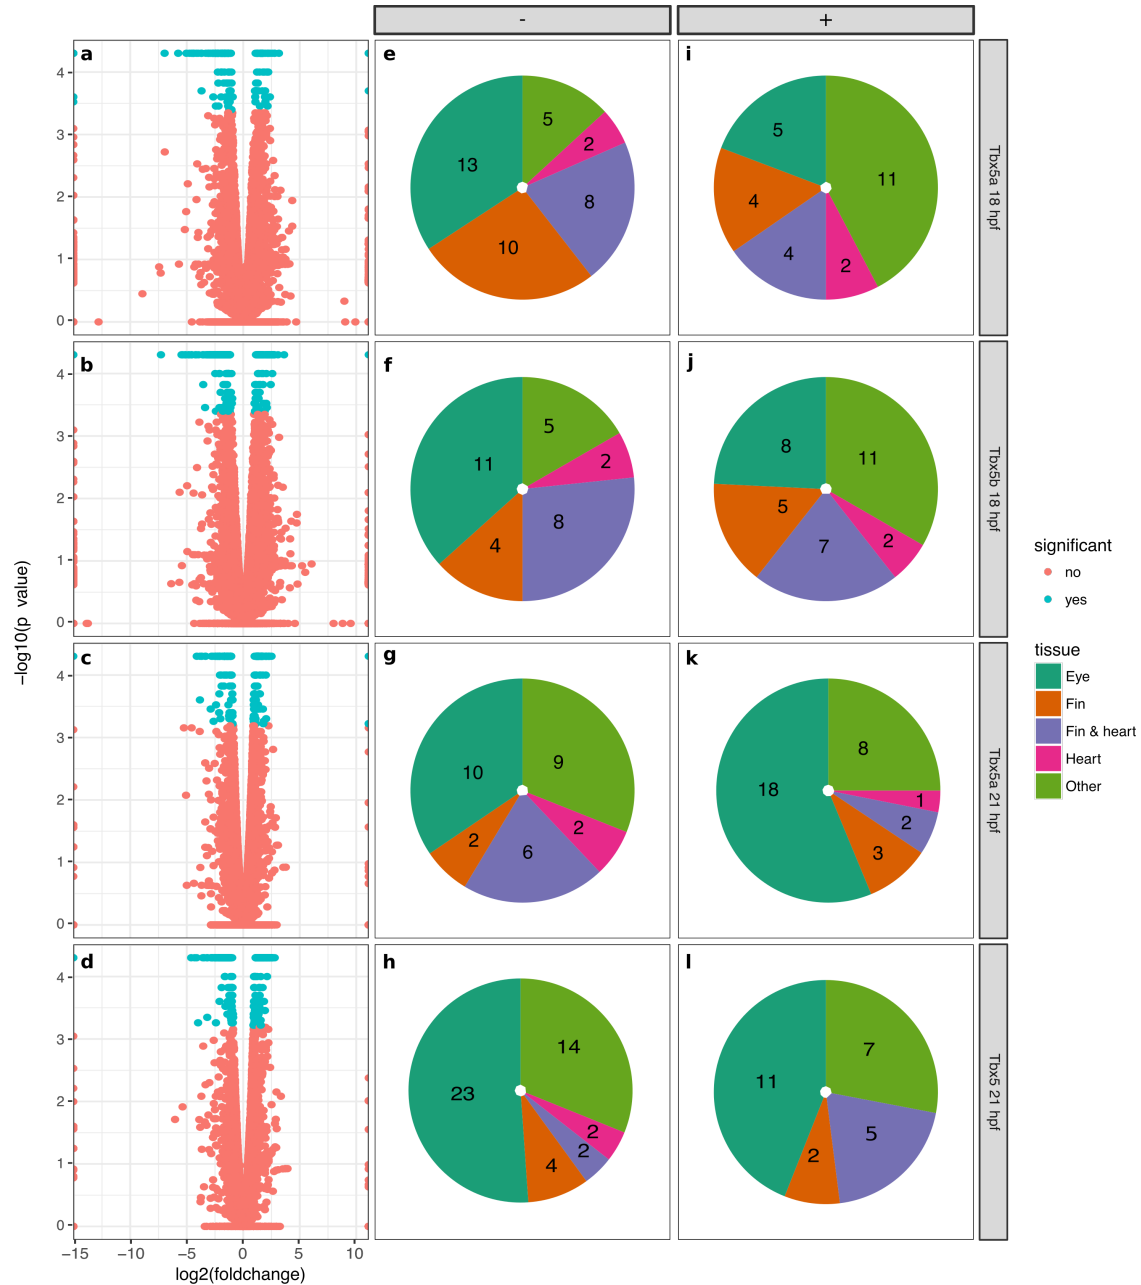 -
+
a
4
3
2
1
0
e
5
2
8
10
13
i
11
2
4
4
5
Tbx5a 18 hpf
b
4
3
2
1
0
f
5
2
8
4
11
j
11
2
7
5
8
Tbx5b 18 hpf
c
4
3
2
1
0
g
9
2
6
2
10
k
8
1
2
3
18
Tbx5a 21 hpf
d
4
3
2
1
0
h
14
2
2
4
23
l
7
5
2
11
Tbx5 21 hpf
−15
−10
−5
0
5
10
log2(foldchange)
−log10(p value)
significant
no
yes
tissue
Eye
Fin
Fin & heart
Heart
Other